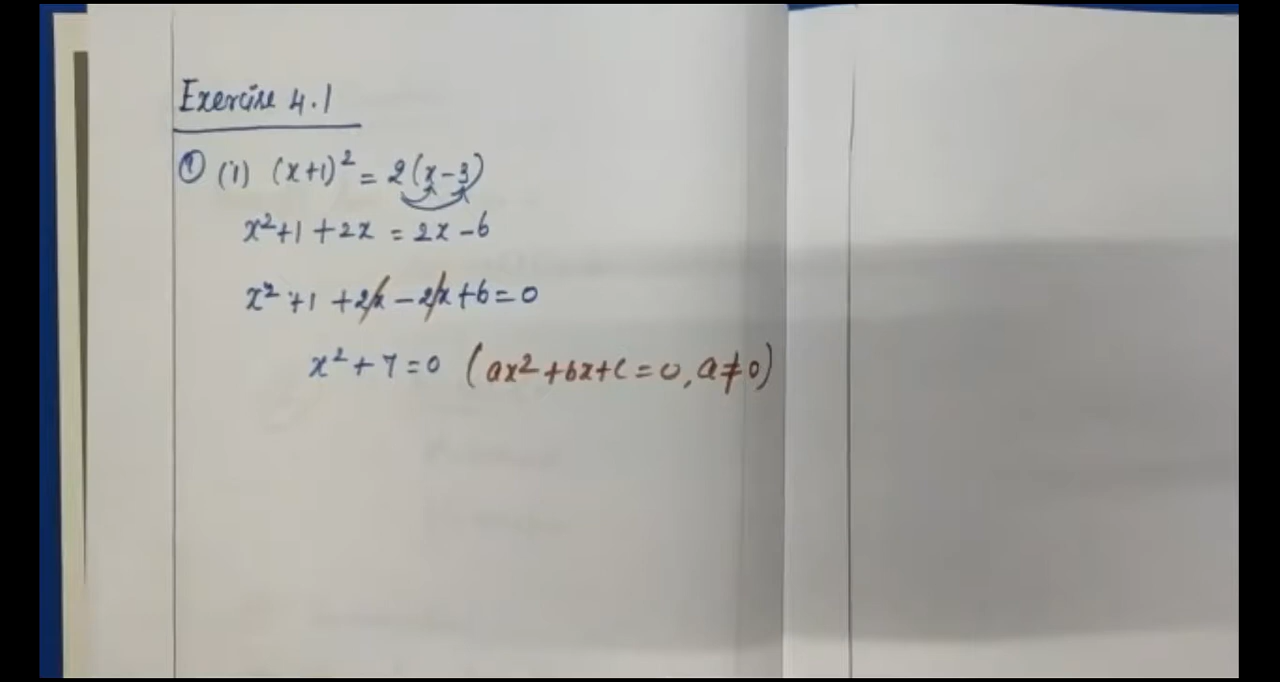 Exercise 4.1
① (i) (x+1)² = 2(x-3)
x²+1+2x = 2x-6
x²+1+2x-2x+6=0
x²+7=0 (ax²+bx+c=0, a≠0)